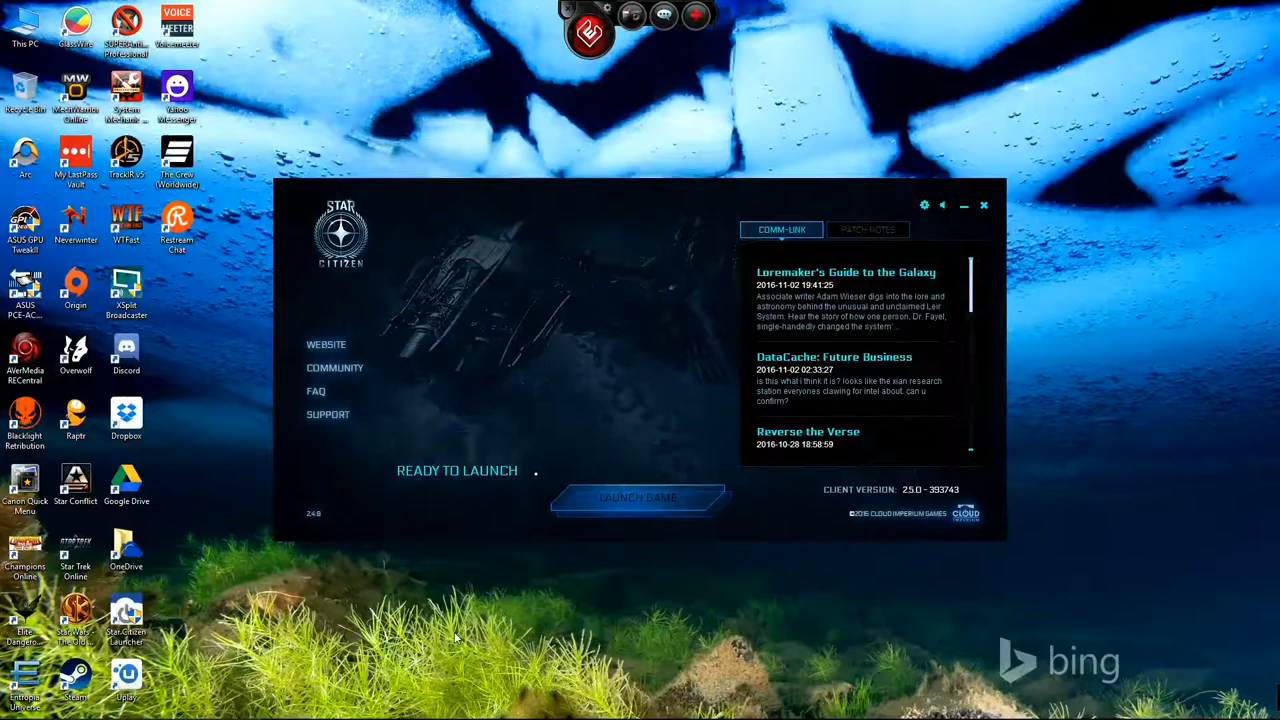 This PC
GlassWire
SUPERAnti...
Professional
VOICE
MEETER
Voicemeeter
Recycle Bin
MW
MechWarrior
Online
System
Mechanic ...
Yahoo
Messenger
Arc
My LastPass
Vault
TrackIR v5
The Crew
(Worldwide)
ASUS GPU
TweakII
Neverwinter
WTF
WTFast
Restream
Chat
ASUS
PCE-AC...
Origin
XSplit
Broadcaster
AVerMedia
RECentral
Overwolf
Discord
Blacklight
Retribution
Raptr
Dropbox
Canon Quick
Menu
Star Conflict
Google Drive
Champions
Online
Star Trek
Online
OneDrive
Elite
Dangero...
Star Wars -
The Old ...
Star Citizen
Launcher
Entropia
Universe
Steam
Uplay
STAR
CITIZEN
WEBSITE
COMMUNITY
FAQ
SUPPORT
READY TO LAUNCH
LAUNCH GAME
2.4.8
COMM-LINK
PATCH NOTES
Loremaker's Guide to the Galaxy
2016-11-02 19:41:25
Associate writer Adam Wieser digs into the lore and
astronomy behind the unusual and unclaimed Leir
System. Hear the story of how one person, Dr. Fayel,
single-handedly changed the system'...
DataCache: Future Business
2016-11-02 02:33:27
is this what i think it is? looks like the xian research
station everyones clawing for intel about. can u
confirm?
Reverse the Verse
2016-10-28 18:58:59
CLIENT VERSION: 2.5.0 - 393743
©2016 CLOUD IMPERIUM GAMES
CLOUD
IMPERIUM
bing